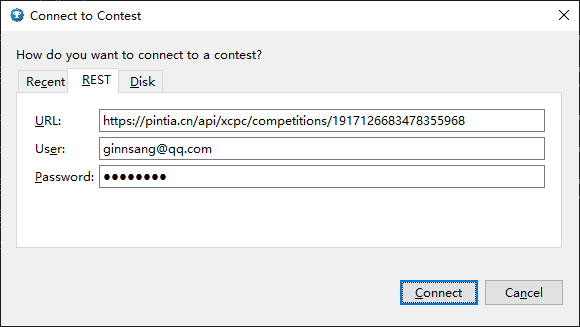 Connect to Contest
How do you want to connect to a contest?
Recent REST Disk
URL: https://pintia.cn/api/xcpc/competitions/1917126683478355968
User: ginnsang@qq.com
Password: ●●●●●●●●
Connect Cancel